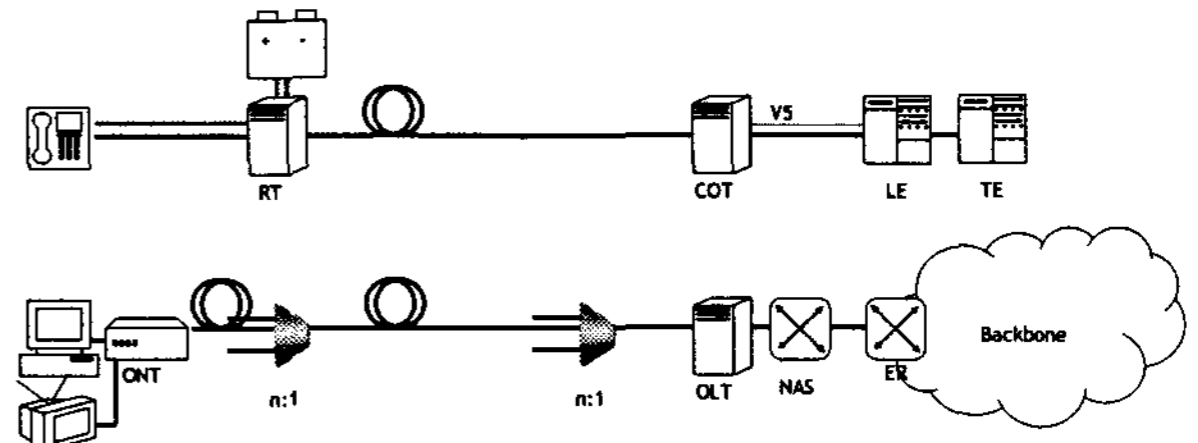 + -
V5
RT
COT
LE
TE
Backbone
ONT
n:1
n:1
OLT
NAS
ER